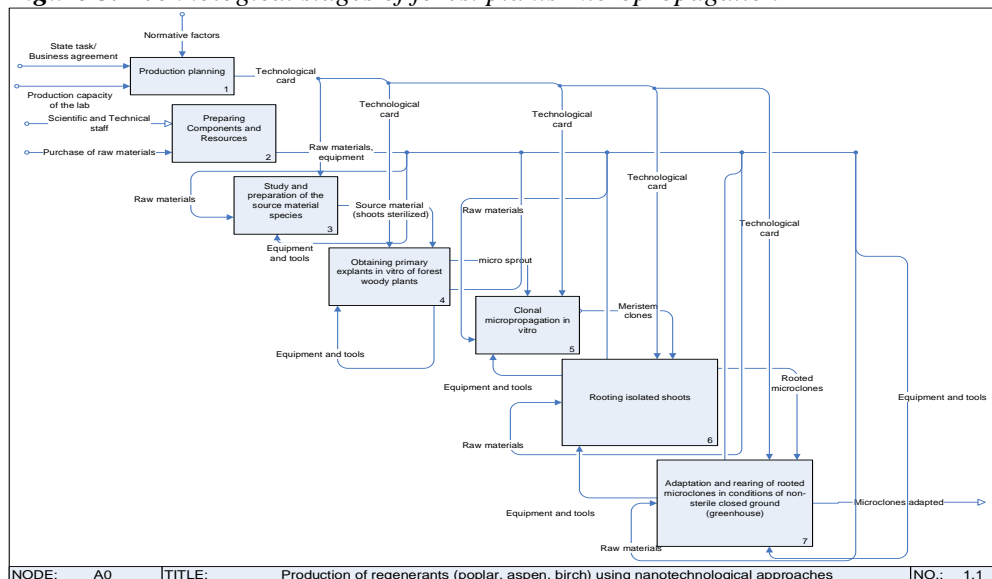 Normative factors
State task/
Business agreement
Production planning
1
Technological
card
Production capacity
of the lab
Scientific and Technical
staff
Preparing
Components and
Resources
2
Purchase of raw materials
Technological
card
Technological
card
Raw materials,
equipment
Technological
card
Study and
preparation of the
source material
species
3
Raw materials
Source material
(shoots sterilized)
Raw materials
Technological
card
Equipment
and tools
Obtaining primary
explants in vitro of forest
woody plants
4
micro sprout
Clonal
micropropagation in
vitro
5
Meristem
clones
Equipment and tools
Equipment and tools
Rooting isolated shoots
6
Rooted
microclones
Equipment and tools
Raw materials
Adaptation and rearing of rooted
microclones in conditions of non-
sterile closed ground
(greenhouse)
7
Microclones adapted
Equipment and tools
Raw materials
NODE: A0 TITLE: Production of regenerants (poplar, aspen, birch) using nanotechnological approaches NO.: 1.1